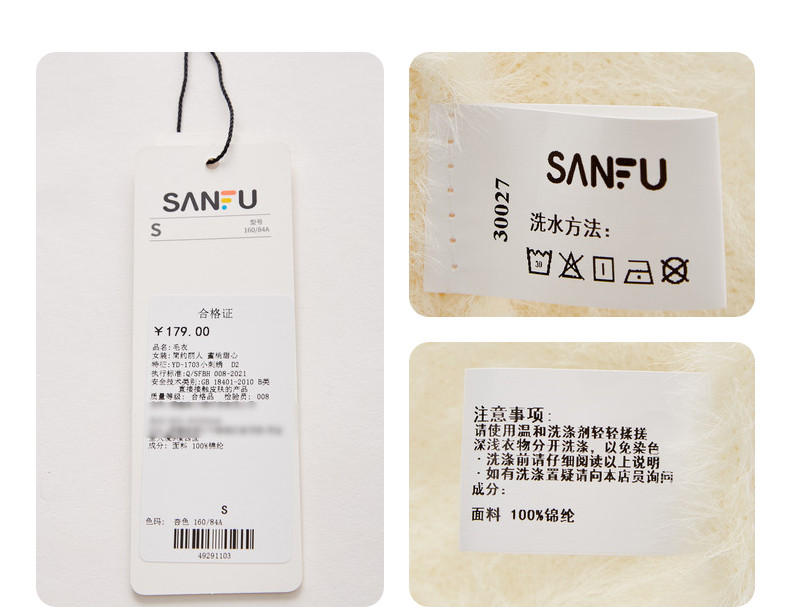 SANFU
S
型号
160/84A
合格证
￥179.00
品名:毛衣
女装:简约丽人 蜜桃甜心
特征:YD-1703小刺绣 D2
执行标准:Q/SFBH 008-2021
安全技术类别:GB 18401-2010 B类
直接接触皮肤的产品
质量等级: 合格品 检验员: 008
成分: 面料 100%锦纶
S
色码: 杏色 160/84A
49291103
SANFU
30027
洗水方法:
30
注意事项:
请使用温和洗涤剂轻轻揉搓
深浅衣物分开洗涤，以免染色
·洗涤前请仔细阅读以上说明
·如有洗涤置疑请向本店员询问
成分:
面料 100%锦纶